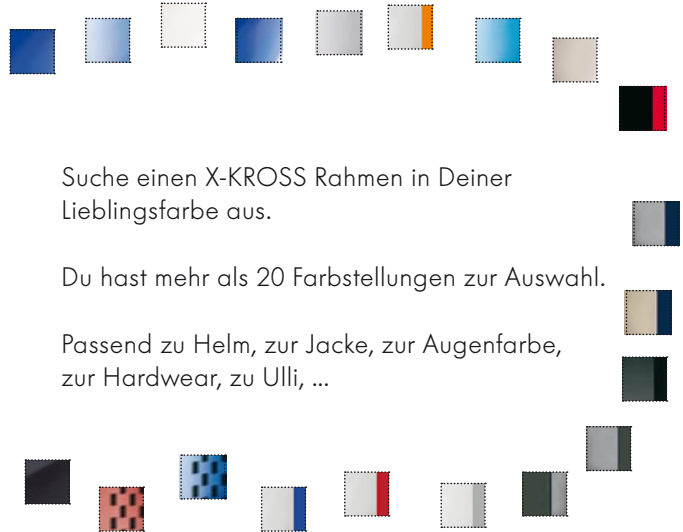 Suche einen X-KROSS Rahmen in Deiner
Lieblingsfarbe aus.
Du hast mehr als 20 Farbstellungen zur Auswahl.
Passend zu Helm, zur Jacke, zur Augenfarbe,
zur Hardwear, zu Ulli, ...